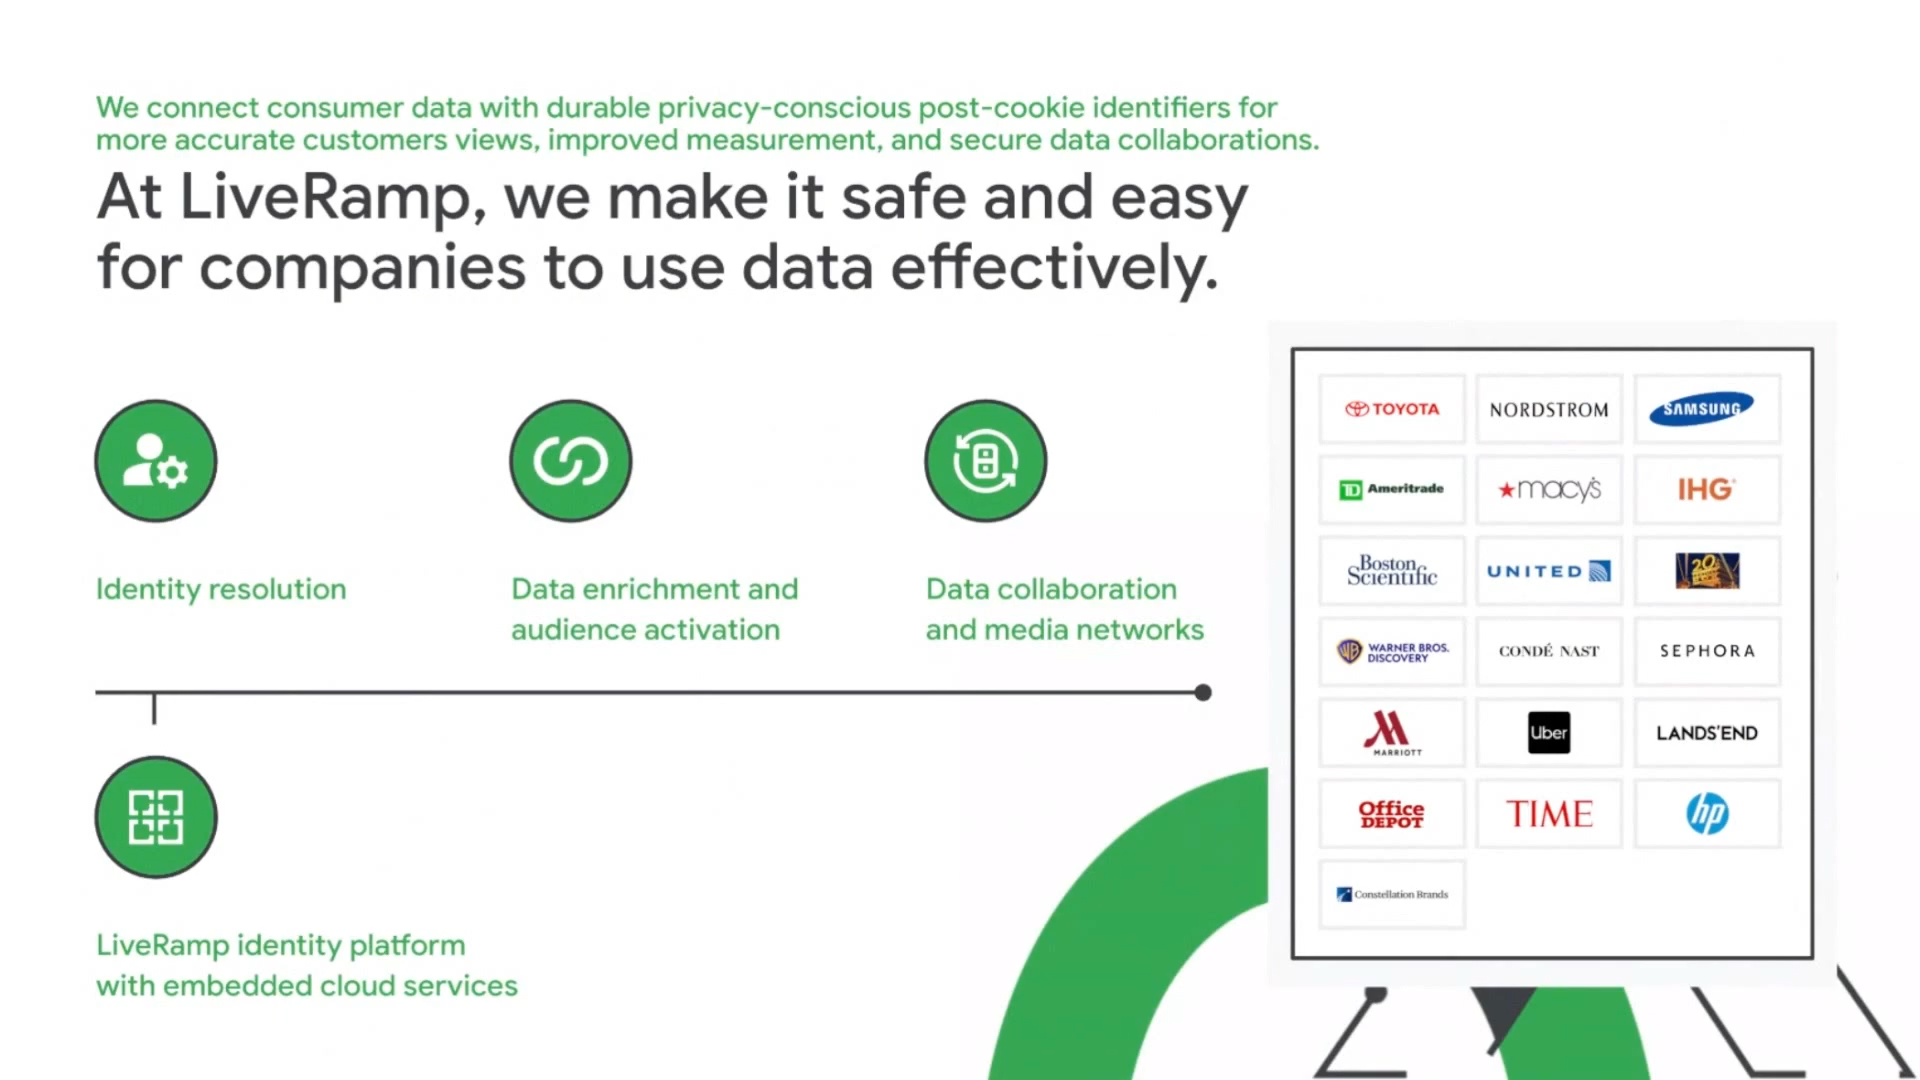 We connect consumer data with durable privacy-conscious post-cookie identifiers for
more accurate customers views, improved measurement, and secure data collaborations.
At LiveRamp, we make it safe and easy
for companies to use data effectively.
Identity resolution
Data enrichment and
audience activation
Data collaboration
and media networks
LiveRamp identity platform
with embedded cloud services
TOYOTA
NORDSTROM
SAMSUNG
TD Ameritrade
★macy's
IHG
Boston
Scientific
UNITED
20
WB WARNER BROS.
DISCOVERY
CONDÉ NAST
SEPHORA
MARRIOTT
Uber
LANDS'END
Office
DEPOT
TIME
hp
Constellation Brands